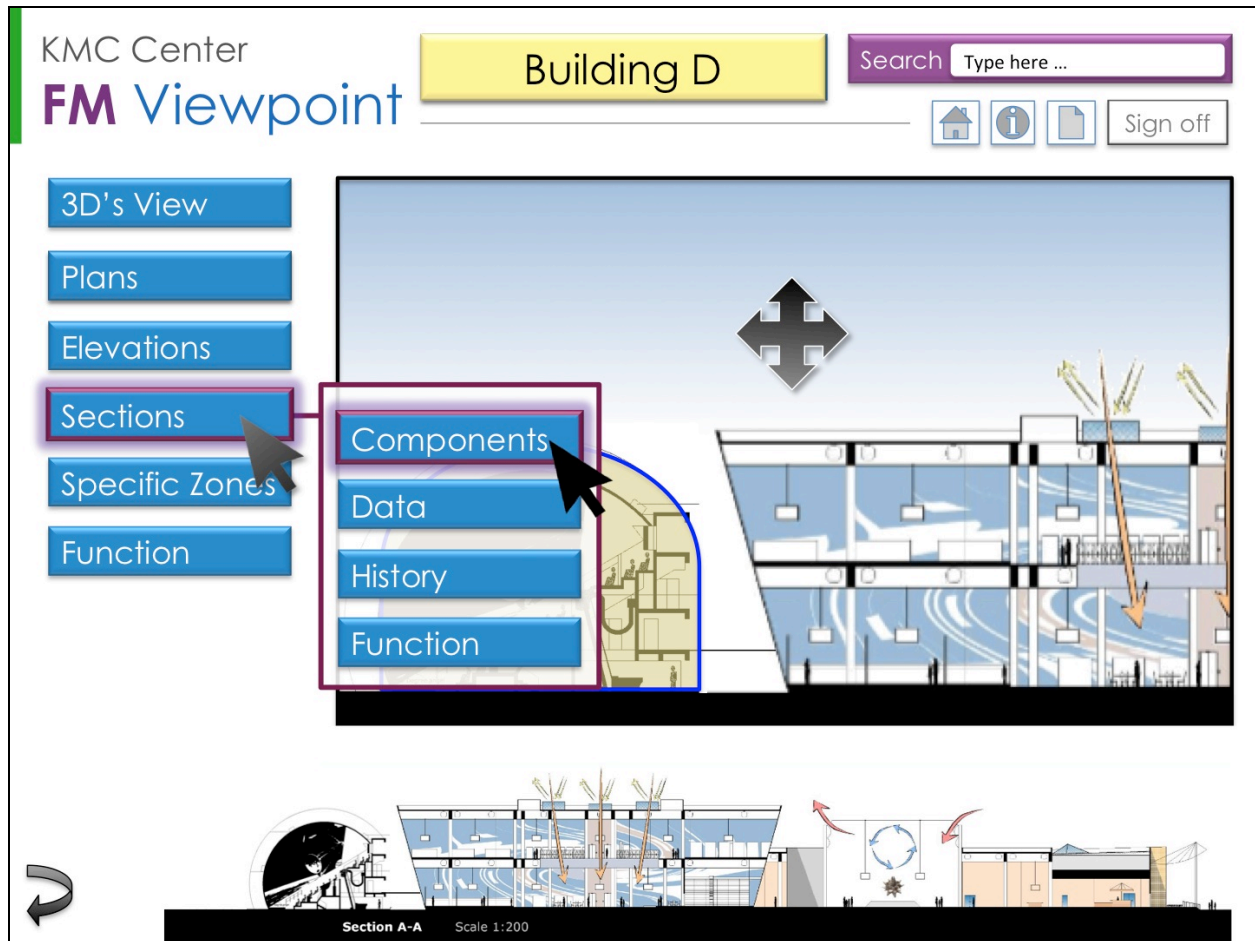 KMC Center
FM Viewpoint
Building D
Search Type here ...
Sign off
3D's View
Plans
Elevations
Sections
Specific Zones
Function
Components
Data
History
Function
Section A-A Scale 1:200